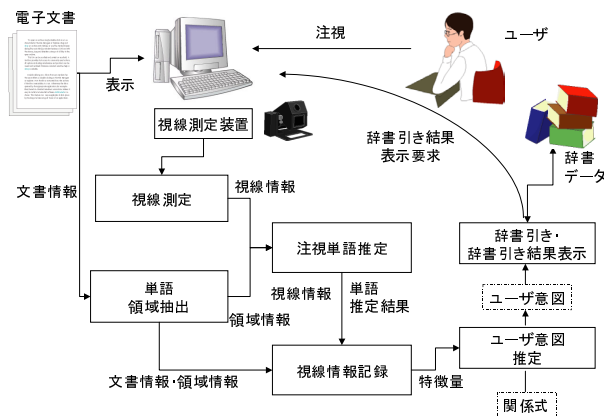 電子文書
注視
ユーザ
表示
視線測定装置
辞書引き結果
表示要求
辞書
データ
文書情報
視線測定
視線情報
注視単語推定
辞書引き・
辞書引き結果表示
単語
領域抽出
領域情報
視線情報
単語
推定結果
ユーザ意図
ユーザ意図
推定
文書情報・領域情報
視線情報記録
特徴量
関係式